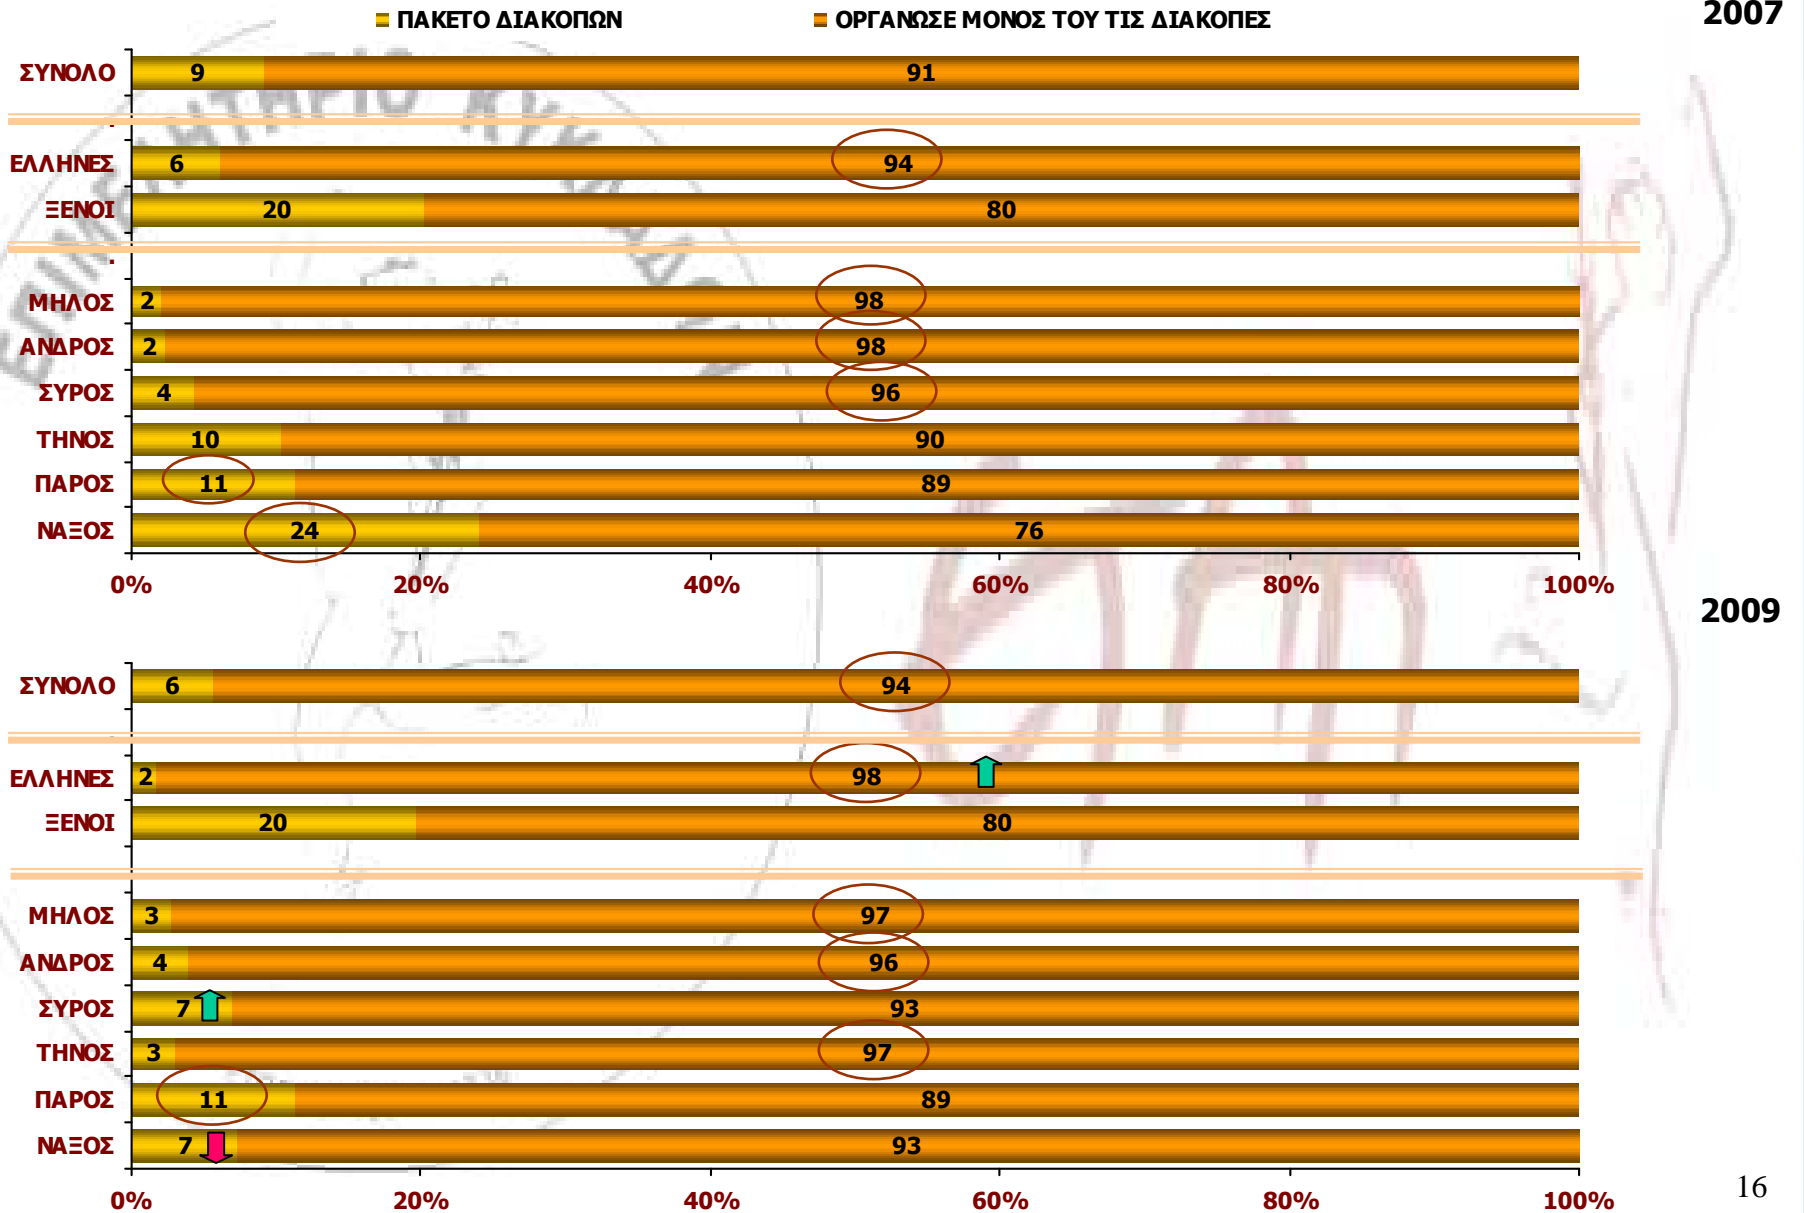 ΠΑΚΕΤΟ ΔΙΑΚΟΠΩΝ ΟΡΓΑΝΩΣΕ ΜΟΝΟΣ ΤΟΥ ΤΙΣ ΔΙΑΚΟΠΕΣ
2007
ΣΥΝΟΛΟ 9 91
.
ΕΛΛΗΝΕΣ 6 94
ΞΕΝΟΙ 20 80
.
ΜΗΛΟΣ 2 98
ΑΝΔΡΟΣ 2 98
ΣΥΡΟΣ 4 96
ΤΗΝΟΣ 10 90
ΠΑΡΟΣ 11 89
ΝΑΞΟΣ 24 76
0% 20% 40% 60% 80% 100%
2009
ΣΥΝΟΛΟ 6 94
ΕΛΛΗΝΕΣ 2 98
ΞΕΝΟΙ 20 80
ΜΗΛΟΣ 3 97
ΑΝΔΡΟΣ 4 96
ΣΥΡΟΣ 7 93
ΤΗΝΟΣ 3 97
ΠΑΡΟΣ 11 89
ΝΑΞΟΣ 7 93
0% 20% 40% 60% 80% 100%
16